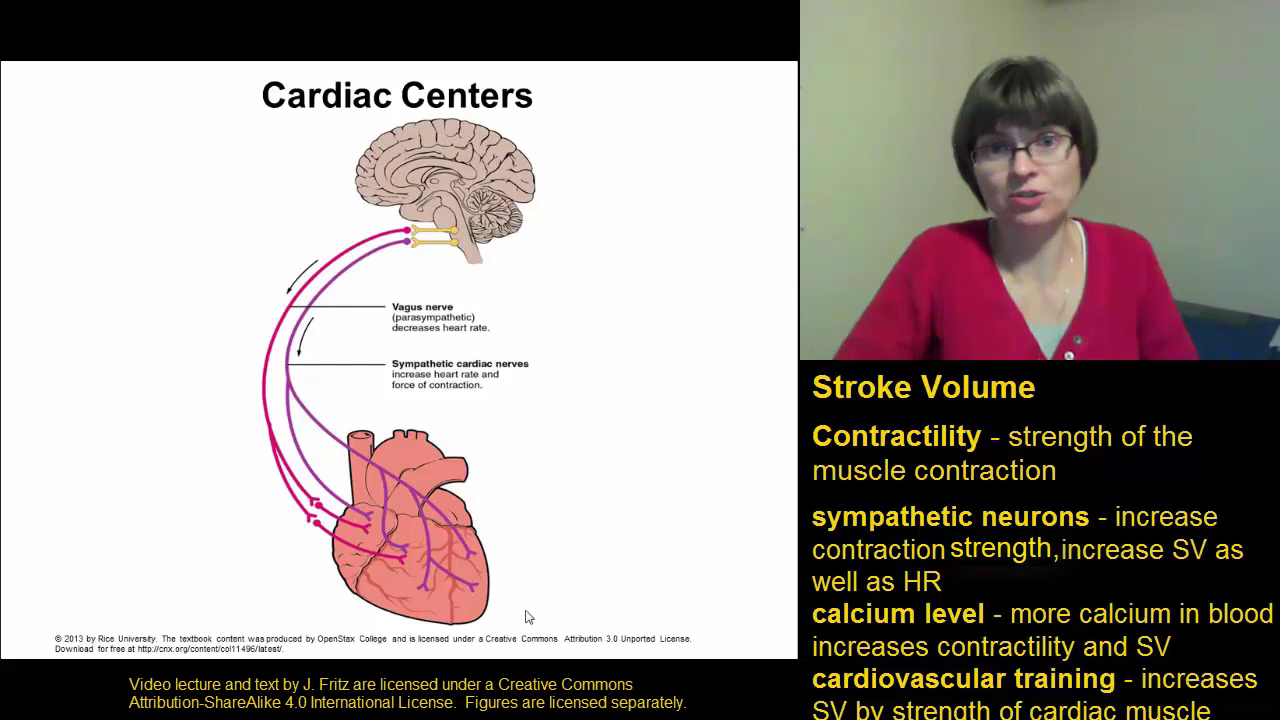 Cardiac Centers
Vagus nerve
(parasympathetic)
decreases heart rate.
Sympathetic cardiac nerves
increase heart rate and
force of contraction.
© 2013 by Rice University. The textbook content was produced by OpenStax College and is licensed under a Creative Commons Attribution 3.0 Unported License.
Download for free at http://cnx.org/content/col11496/latest/.
Video lecture and text by J. Fritz are licensed under a Creative Commons
Attribution-ShareAlike 4.0 International License. Figures are licensed separately.
Stroke Volume
Contractility - strength of the
muscle contraction
sympathetic neurons - increase
contraction strength, increase SV as
well as HR
calcium level - more calcium in blood
increases contractility and SV
cardiovascular training - increases
SV by strength of cardiac muscle